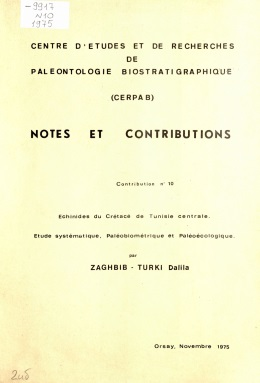 -9917
N10
1975
CENTRE D'ETUDES ET DE RECHERCHES
DE
PALEONTOLOGIE BIOSTRATIGRAPHIQUE
(CERPAB)
NOTES ET CONTRIBUTIONS
Contribution n° 10
Echinides du Crétacé de Tunisie centrale.
Etude systématique, Paléobiométrique et Paléoécologique.
par
ZAGHBIB - TURKI Dalila
Orsay, Novembre 1975